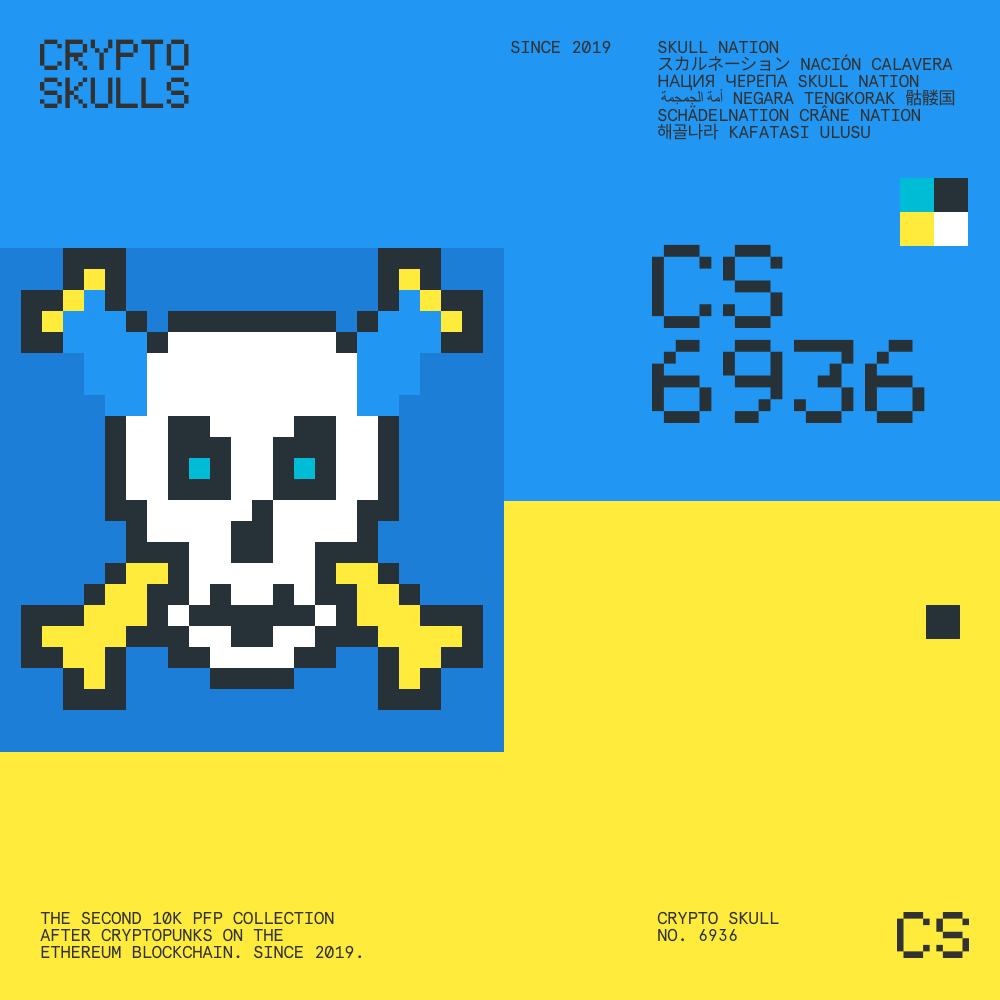 CRYPTO
SKULLS
SINCE 2019
SKULL NATION
スカルネーション NACIÓN CALAVERA
НАЦИЯ ЧЕРЕПА SKULL NATION
أمة الجمجمة NEGARA TENGKORAK 骷髅国
SCHÄDELNATION CRÂNE NATION
해골나라 KAFATASI ULUSU
CS
6936
THE SECOND 10K PFP COLLECTION
AFTER CRYPTOPUNKS ON THE
ETHEREUM BLOCKCHAIN. SINCE 2019.
CRYPTO SKULL
NO. 6936
CS